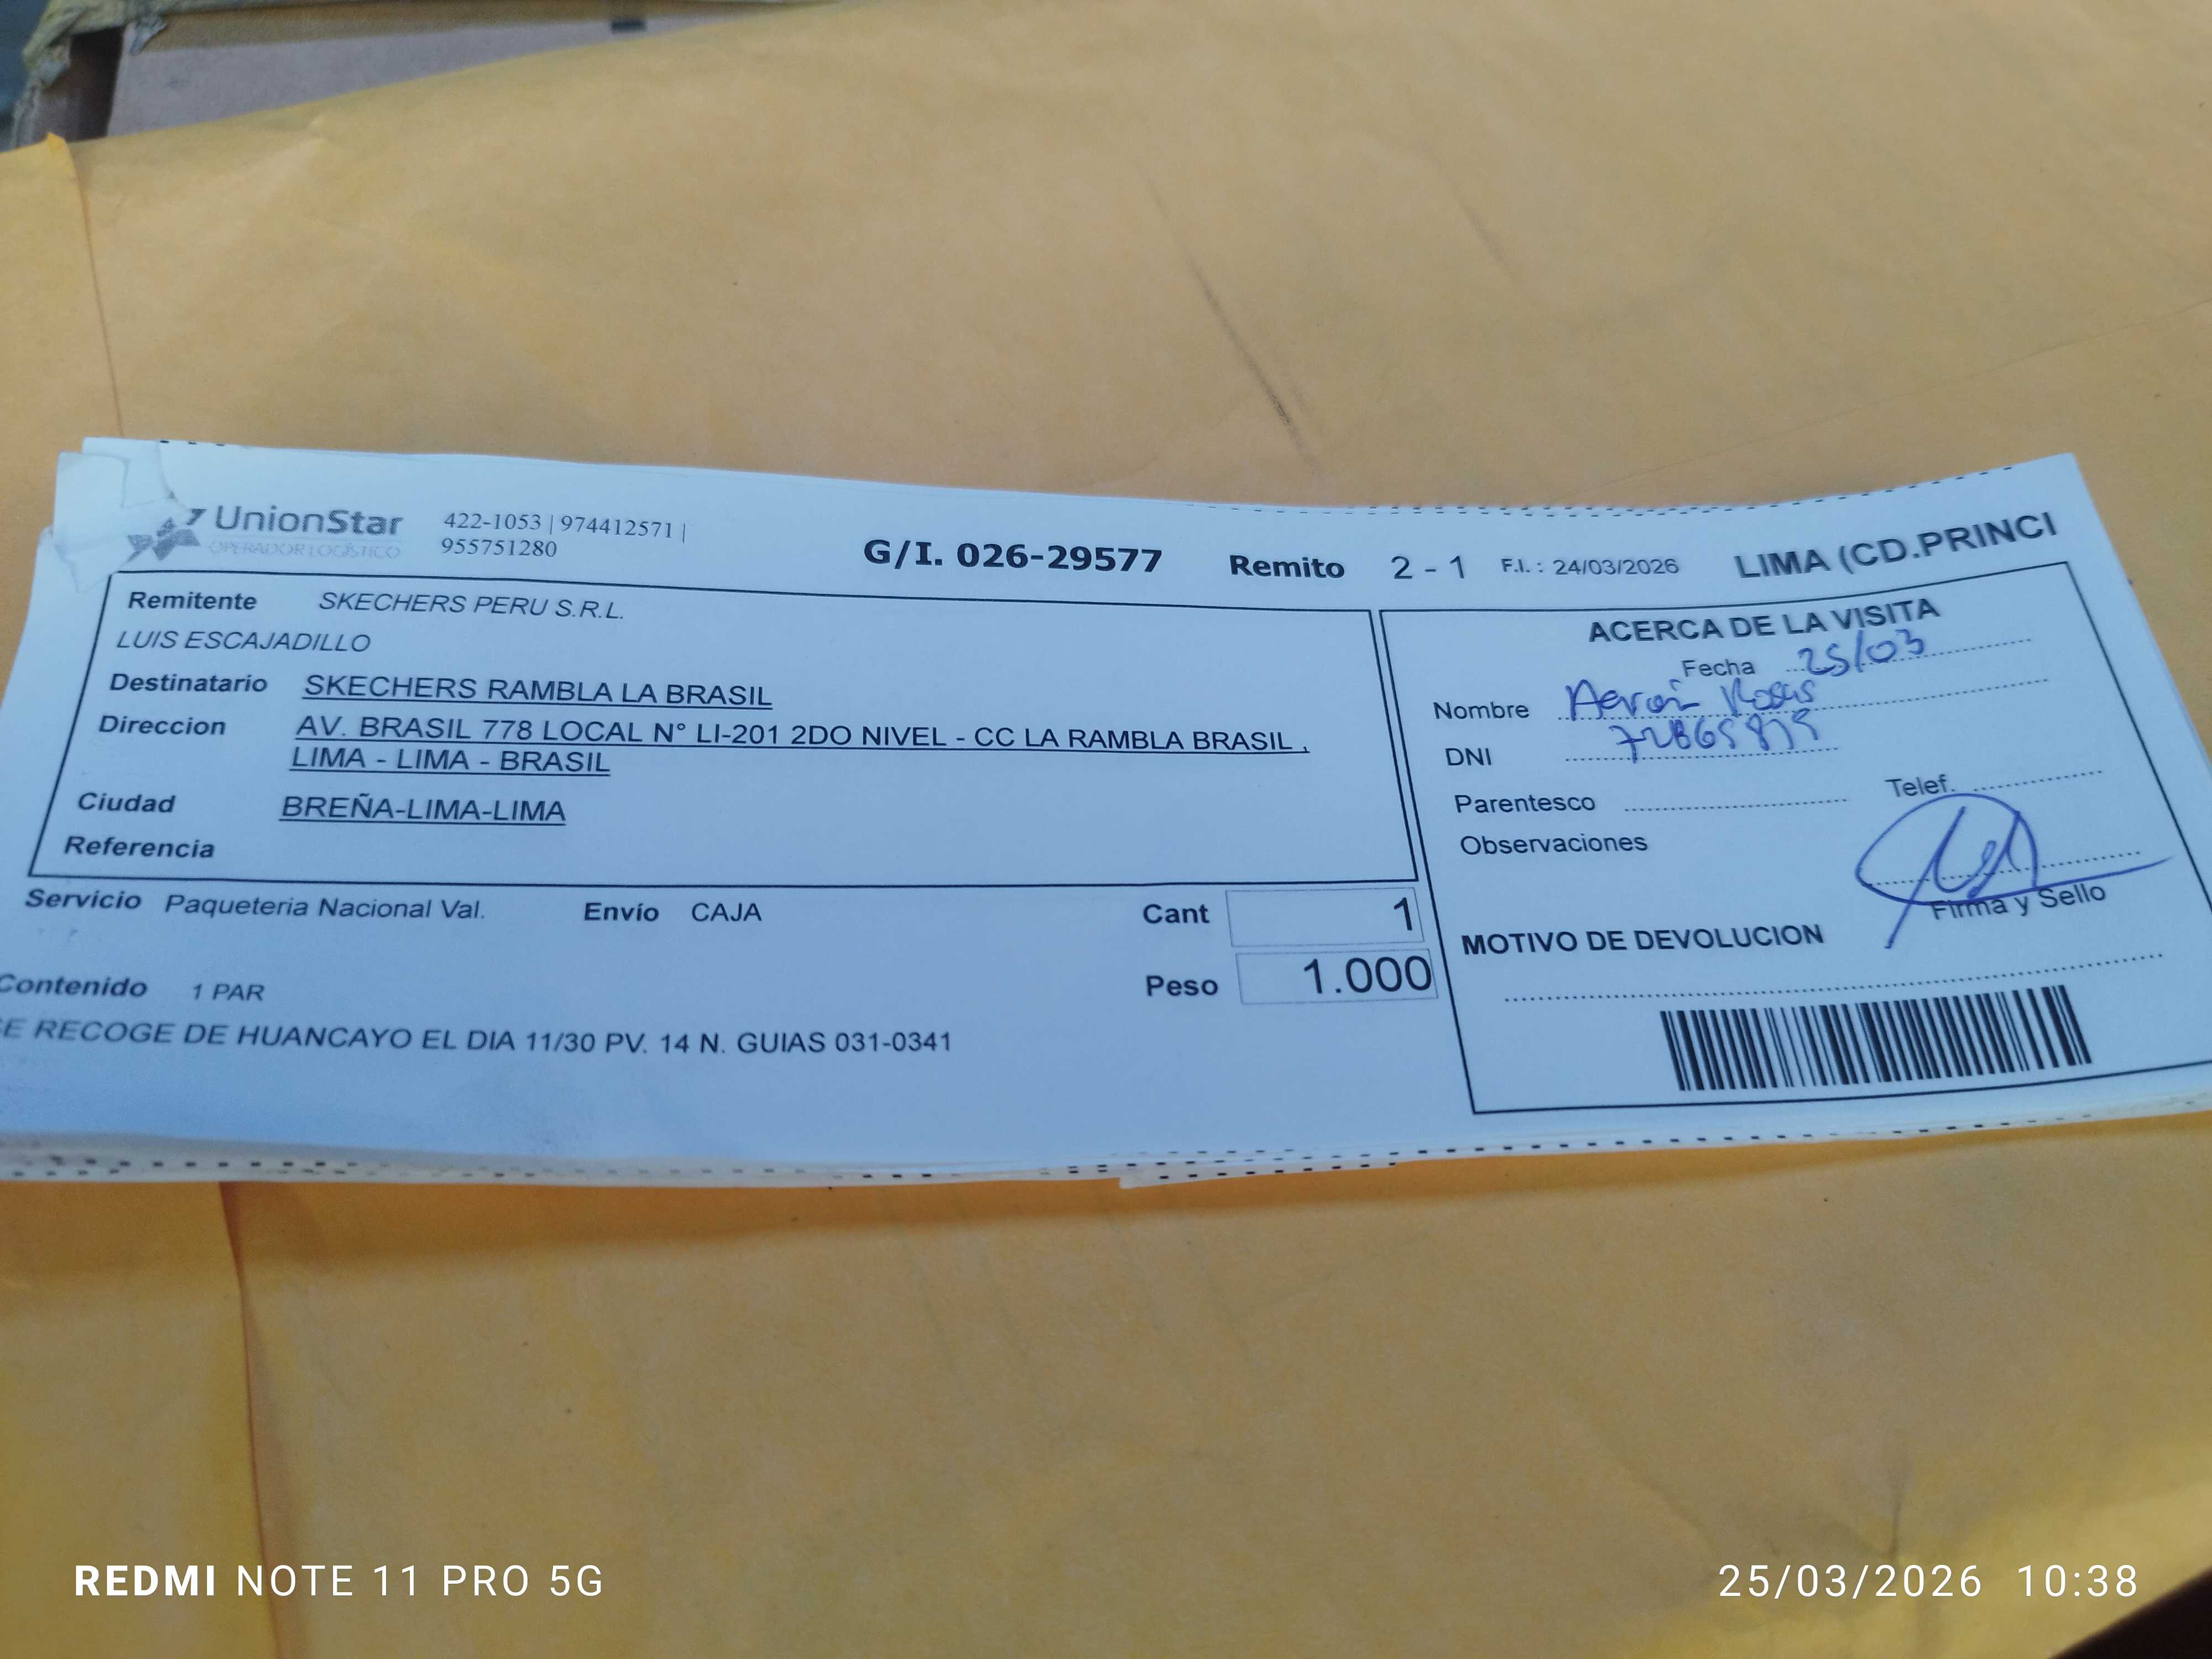 UnionStar
OPERADOR LOGÍSTICO
422-1053 | 974412571 |
955751280
G/I. 026-29577 Remito 2 - 1 F.I. : 24/03/2026 LIMA (CD.PRINCI
Remitente SKECHERS PERU S.R.L.
LUIS ESCAJADILLO
Destinatario SKECHERS RAMBLA LA BRASIL
Direccion AV. BRASIL 778 LOCAL N° LI-201 2DO NIVEL - CC LA RAMBLA BRASIL ,
LIMA - LIMA - BRASIL
Ciudad BREÑA-LIMA-LIMA
Referencia
Servicio Paqueteria Nacional Val. Envío CAJA Cant 1
Contenido 1 PAR Peso 1.000
SE RECOGE DE HUANCAYO EL DIA 11/30 PV. 14 N. GUIAS 031-0341
ACERCA DE LA VISITA
Fecha 25/03
Nombre Rosas
DNI
Parentesco Telef.
Observaciones
Firma y Sello
MOTIVO DE DEVOLUCION
REDMI NOTE 11 PRO 5G
25/03/2026 10:38